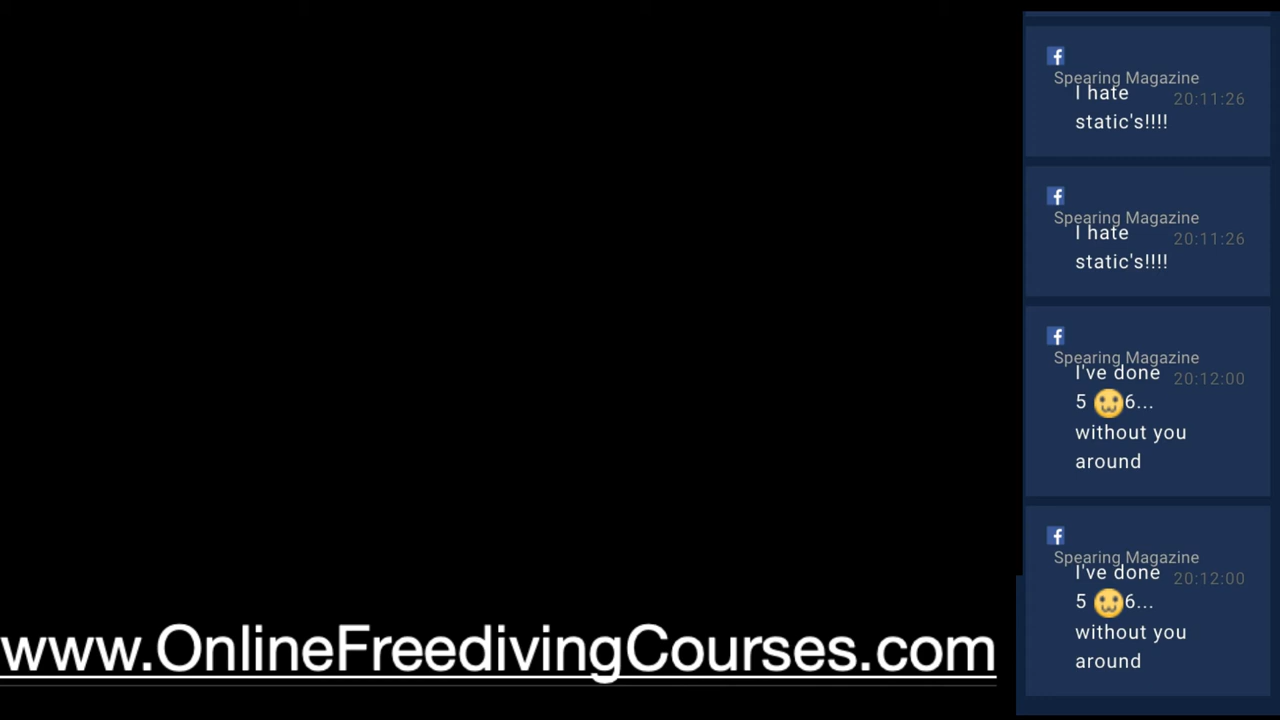 Spearing Magazine
I hate 20:11:26
static's!!!!
Spearing Magazine
I hate 20:11:26
static's!!!!
Spearing Magazine
I've done 20:12:00
5 6...
without you
around
Spearing Magazine
I've done 20:12:00
5 6...
without you
around
www.OnlineFreedivingCourses.com